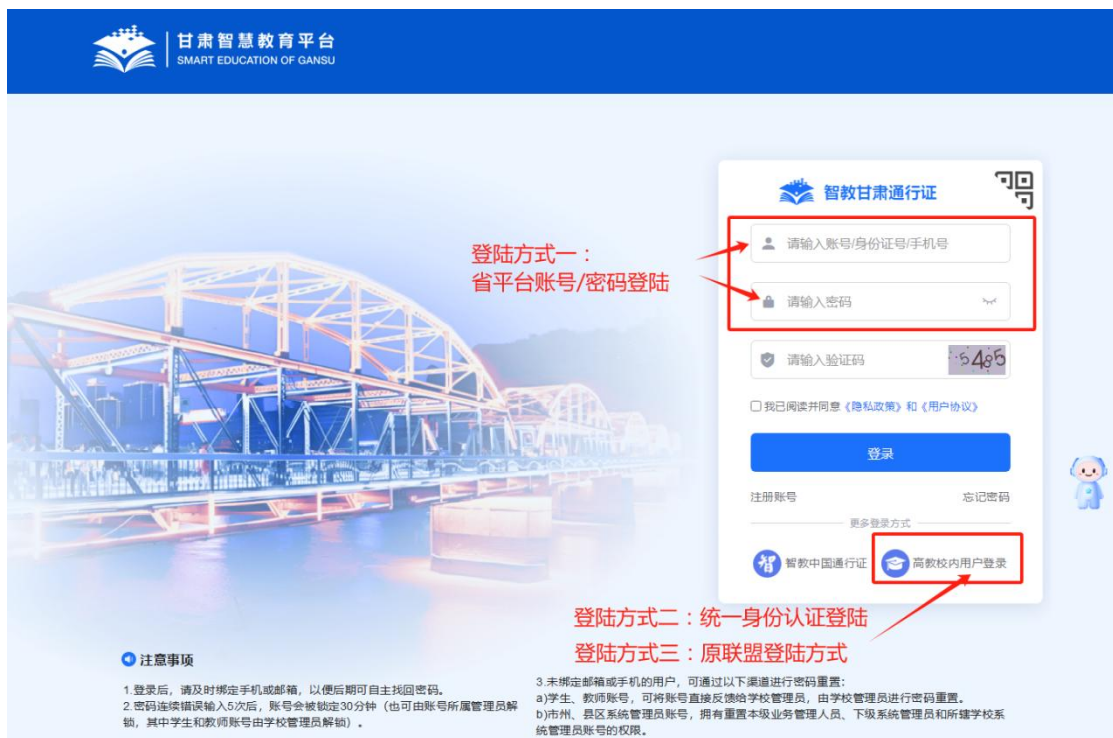 甘肃智慧教育平台
SMART EDUCATION OF GANSU
智教甘肃通行证
登陆方式一：
省平台账号/密码登陆
请输入账号/身份证号/手机号
请输入密码
请输入验证码
5485
我已阅读并同意《隐私政策》和《用户协议》
登录
注册账号 忘记密码
更多登录方式
智 智教中国通行证 高教校内用户登录
登陆方式二：统一身份认证登陆
登陆方式三：原联盟登陆方式
注意事项
1.登录后，请及时绑定手机或邮箱，以便后期可自主找回密码。
2.密码连续错误输入5次后，账号会被锁定30分钟（也可由账号所属管理员解
锁，其中学生和教师账号由学校管理员解锁）。
3.未绑定邮箱或手机的用户，可通过以下渠道进行密码重置：
a)学生、教师账号，可将账号直接反馈给学校管理员，由学校管理员进行密码重置。
b)市州、县区系统管理员账号，拥有重置本级业务管理人员、下级系统管理员和所辖学校系
统管理员账号的权限。